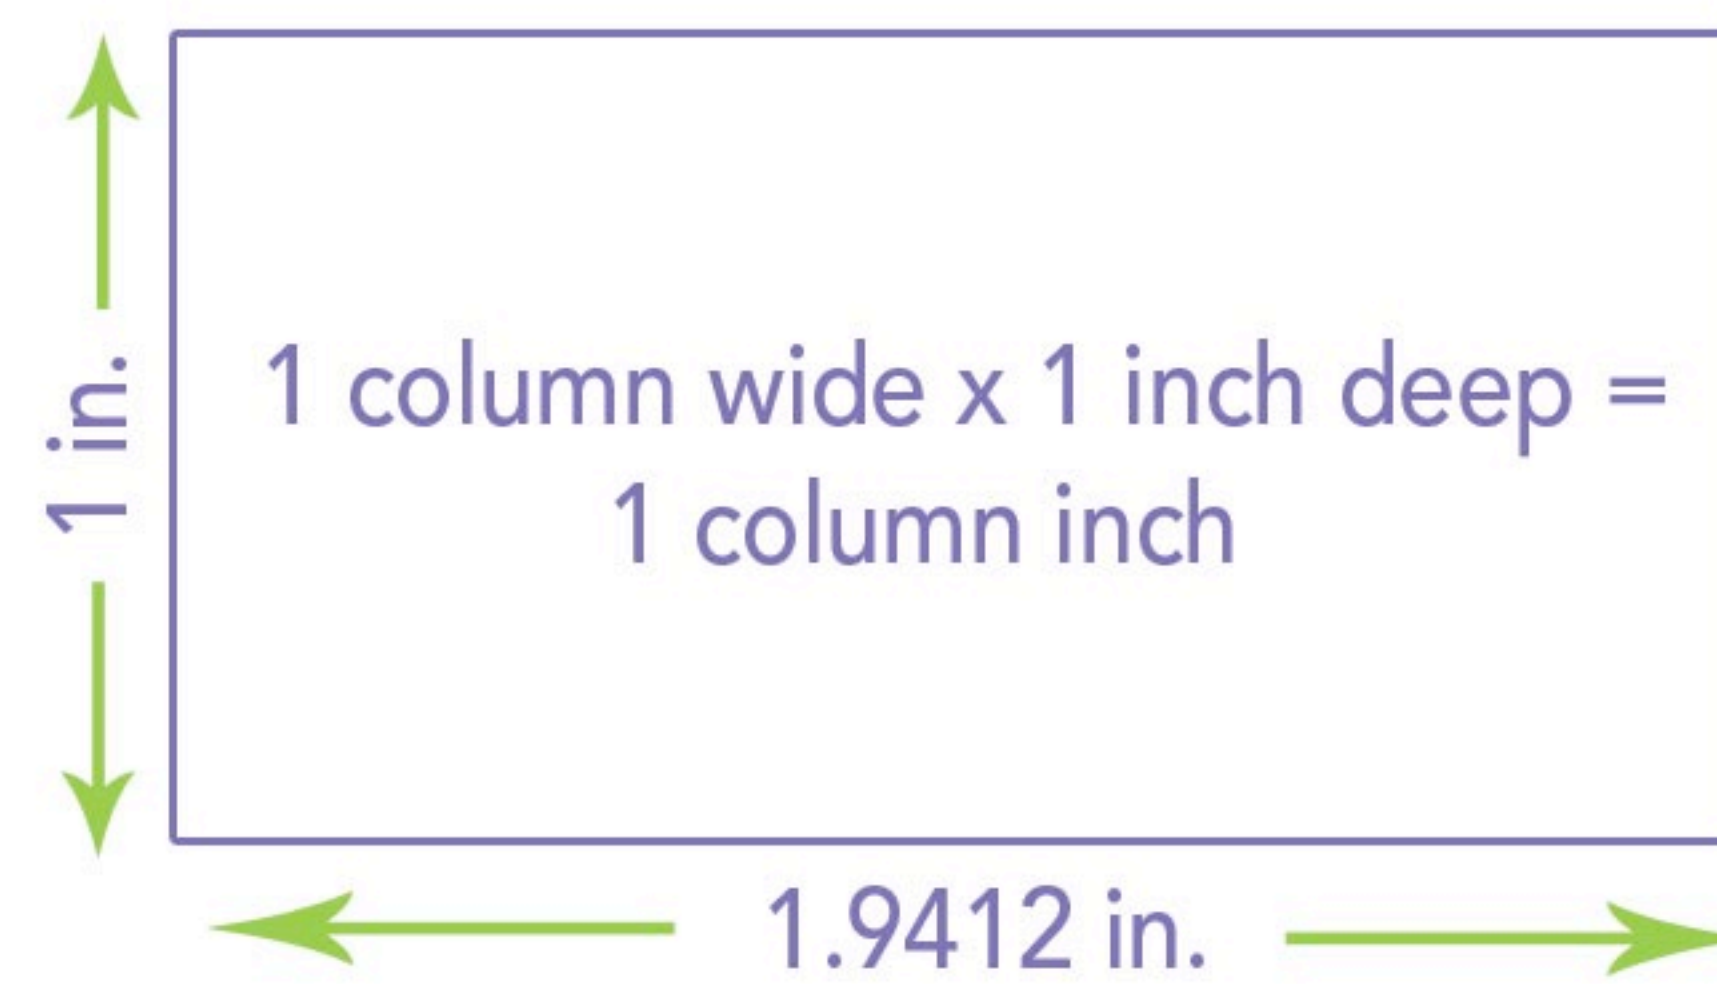 1 in.
1 column wide x 1 inch deep =
1 column inch
1.9412 in.